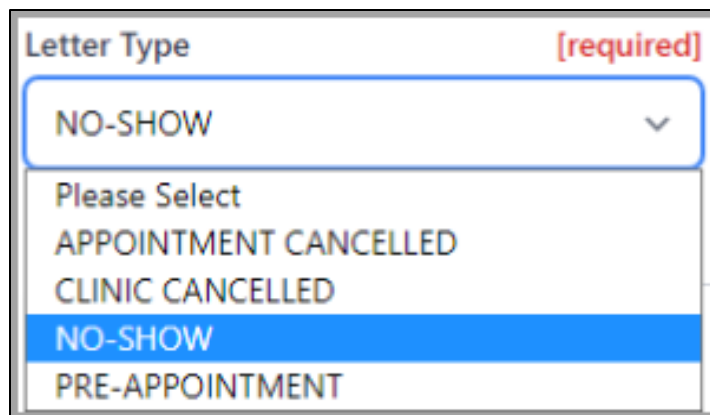 Letter Type [required]
NO-SHOW
Please Select
APPOINTMENT CANCELLED
CLINIC CANCELLED
NO-SHOW
PRE-APPOINTMENT